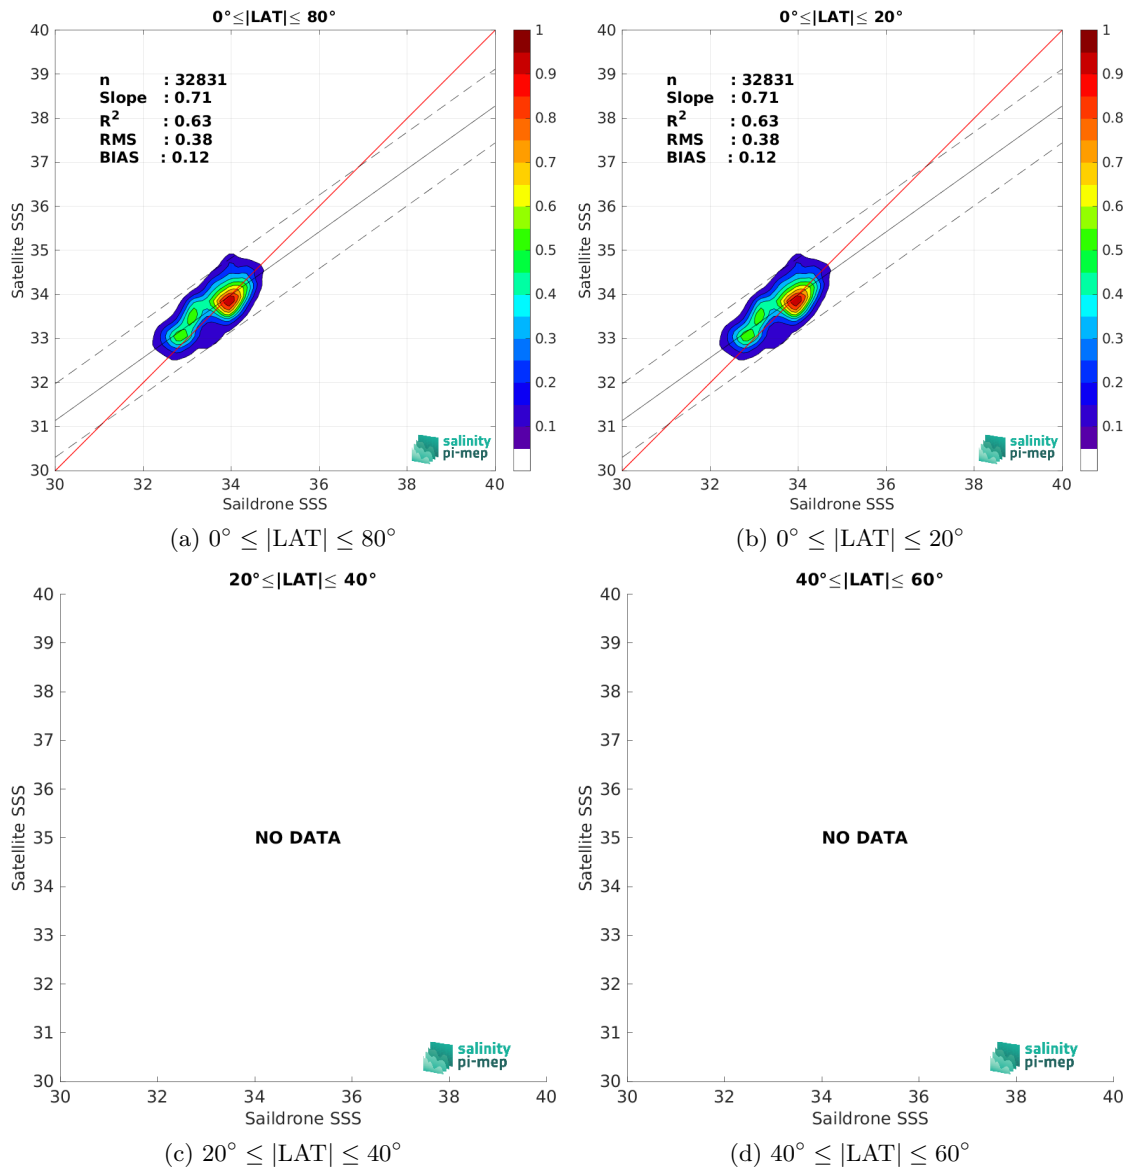 0°≤|LAT|≤ 80°
40
39
38
37
36
35
34
33
32
31
30
Satellite SSS
n : 32831
Slope : 0.71
R² : 0.63
RMS : 0.38
BIAS : 0.12
salinity
pi-mep
30 32 34 36 38 40
Saildrone SSS
1
0.9
0.8
0.7
0.6
0.5
0.4
0.3
0.2
0.1
(a) 0° ≤ |LAT| ≤ 80°
0°≤|LAT|≤ 20°
40
39
38
37
36
35
34
33
32
31
30
Satellite SSS
n : 32831
Slope : 0.71
R² : 0.63
RMS : 0.38
BIAS : 0.12
salinity
pi-mep
30 32 34 36 38 40
Saildrone SSS
1
0.9
0.8
0.7
0.6
0.5
0.4
0.3
0.2
0.1
(b) 0° ≤ |LAT| ≤ 20°
20°≤|LAT|≤ 40°
40
39
38
37
36
35
34
33
32
31
30
Satellite SSS
NO DATA
salinity
pi-mep
30 32 34 36 38 40
Saildrone SSS
(c) 20° ≤ |LAT| ≤ 40°
40°≤|LAT|≤ 60°
40
39
38
37
36
35
34
33
32
31
30
Satellite SSS
NO DATA
salinity
pi-mep
30 32 34 36 38 40
Saildrone SSS
(d) 40° ≤ |LAT| ≤ 60°